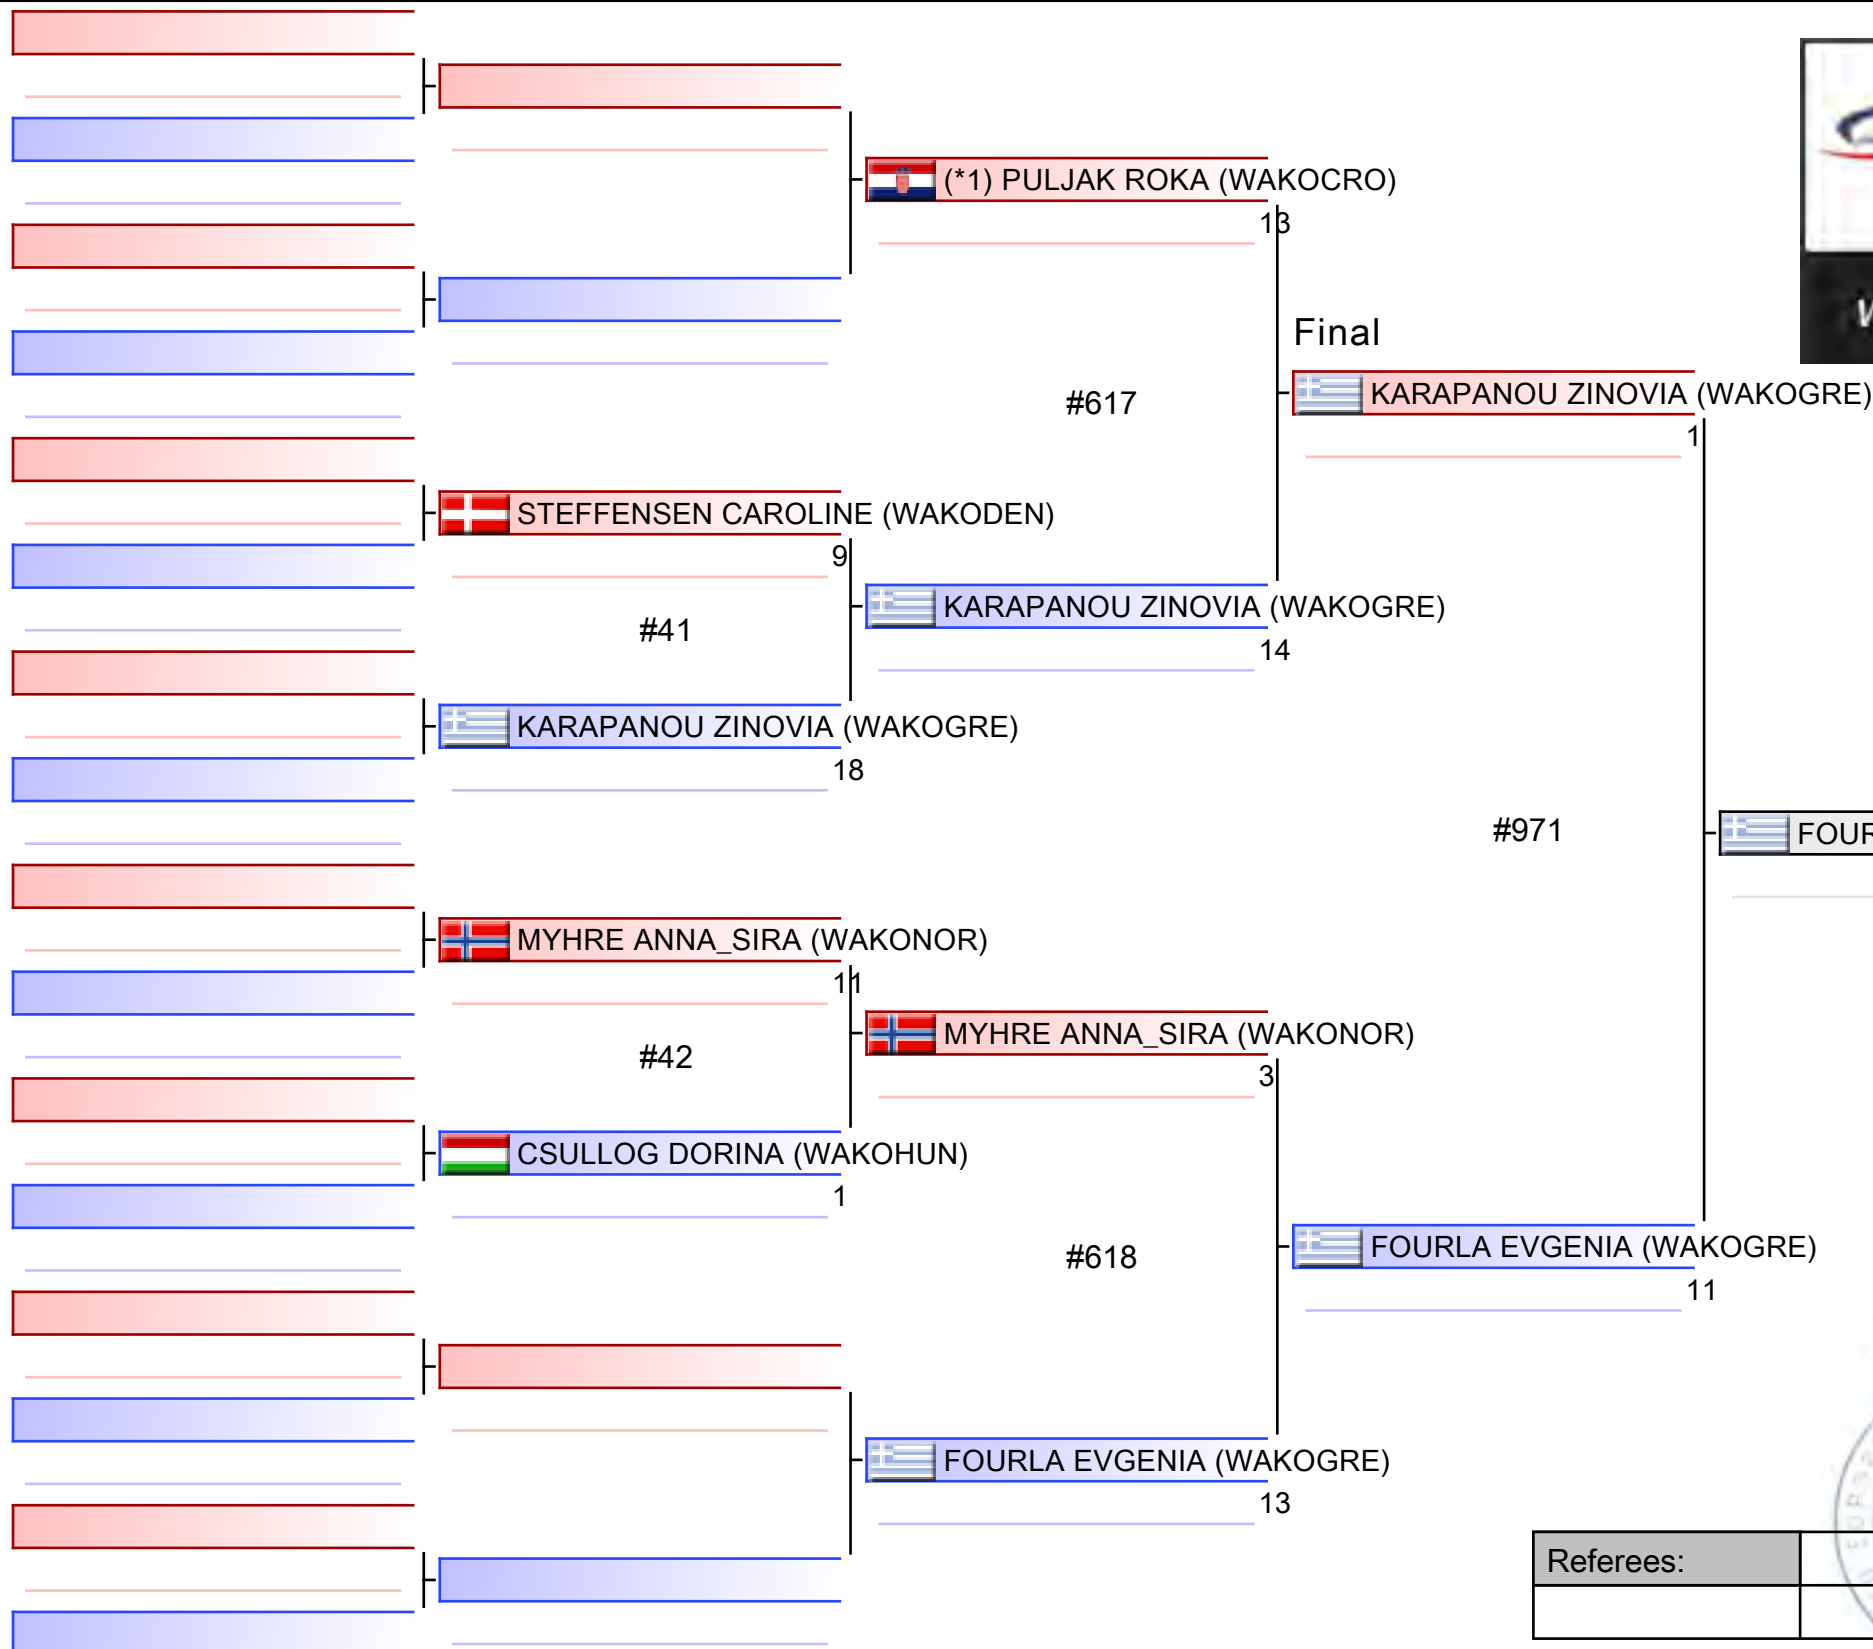 (*1) PULJAK ROKA (WAKOCRO)
13
Final
#617
KARAPANOU ZINOVIA (WAKOGRE)
1
STEFFENSEN CAROLINE (WAKODEN)
9
#41
KARAPANOU ZINOVIA (WAKOGRE)
14
KARAPANOU ZINOVIA (WAKOGRE)
18
#971
FOUR
MYHRE ANNA_SIRA (WAKONOR)
11
#42
MYHRE ANNA_SIRA (WAKONOR)
3
CSULLOG DORINA (WAKOHUN)
1
#618
FOURLA EVGENIA (WAKOGRE)
11
FOURLA EVGENIA (WAKOGRE)
13
Referees: